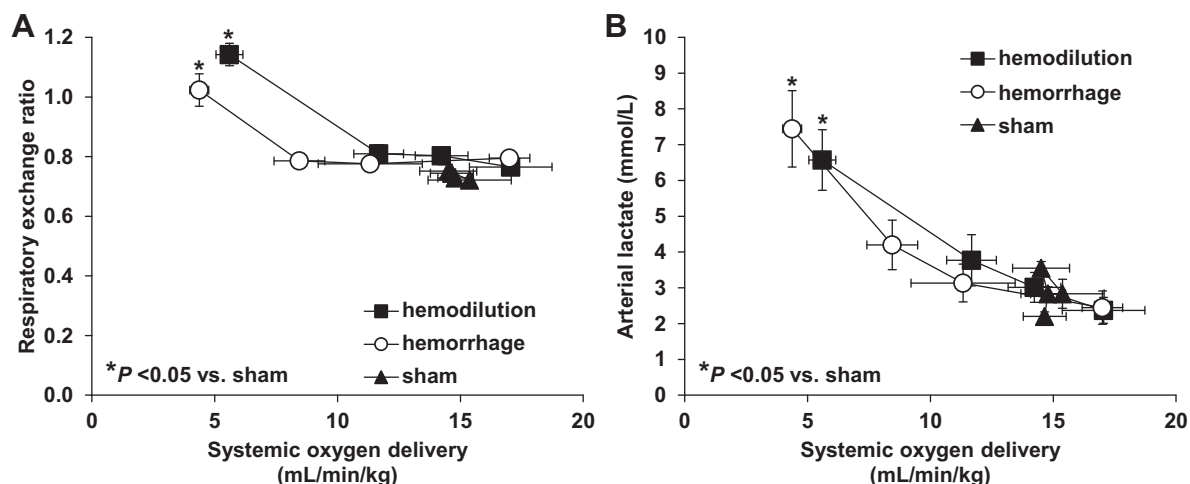 A
1.2
1.0
0.8
0.6
0.4
0.2
0.0
Respiratory exchange ratio
*
*
hemodilution
hemorrhage
sham
*P <0.05 vs. sham
0 5 10 15 20
Systemic oxygen delivery
(mL/min/kg)
B
10
9
8
7
6
5
4
3
2
1
0
Arterial lactate (mmol/L)
*
*
hemodilution
hemorrhage
sham
*P <0.05 vs. sham
0 5 10 15 20
Systemic oxygen delivery
(mL/min/kg)